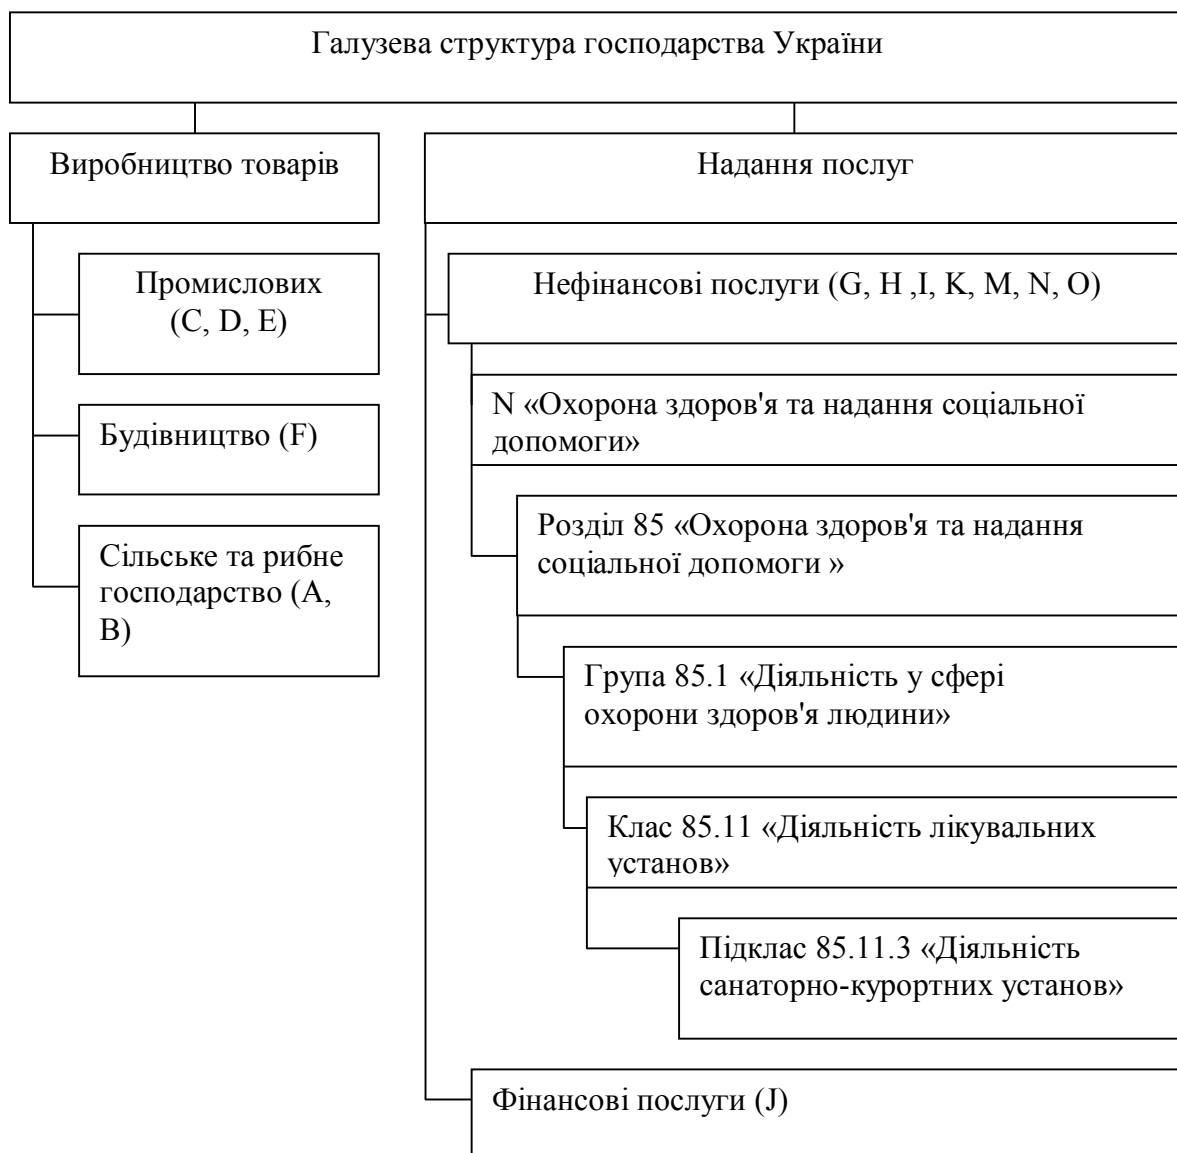 Галузева структура господарства України
Виробництво товарів
Надання послуг
Промислових
(C, D, E)
Будівництво (F)
Сільське та рибне
господарство (A,
B)
Нефінансові послуги (G, H ,I, K, M, N, O)
N «Охорона здоров'я та надання соціальної
допомоги»
Розділ 85 «Охорона здоров'я та надання
соціальної допомоги »
Група 85.1 «Діяльність у сфері
охорони здоров'я людини»
Клас 85.11 «Діяльність лікувальних
установ»
Підклас 85.11.3 «Діяльність
санаторно-курортних установ»
Фінансові послуги (J)